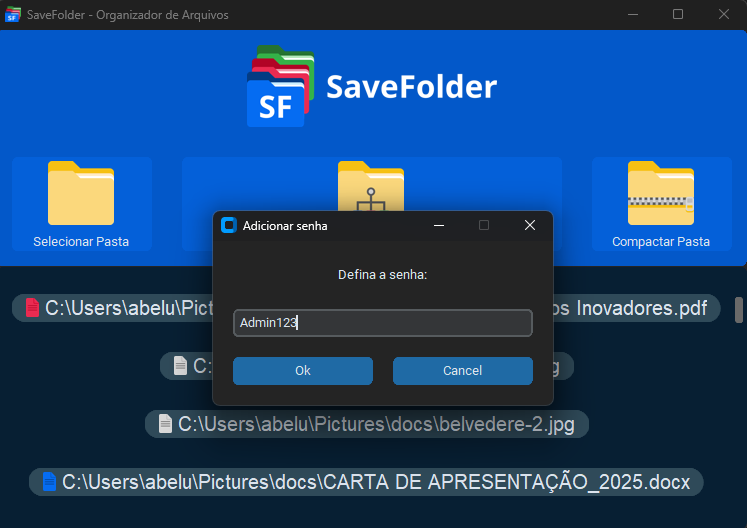 SaveFolder - Organizador de Arquivos
SF SaveFolder
Selecionar Pasta
Compactar Pasta
Adicionar senha
Defina a senha:
Admin123
Ok Cancel
C:\Users\abelu\Pict os Inovadores.pdf
C: g
C:\Users\abelu\Pictures\docs\belvedere-2.jpg
C:\Users\abelu\Pictures\docs\CARTA DE APRESENTAÇÃO_2025.docx